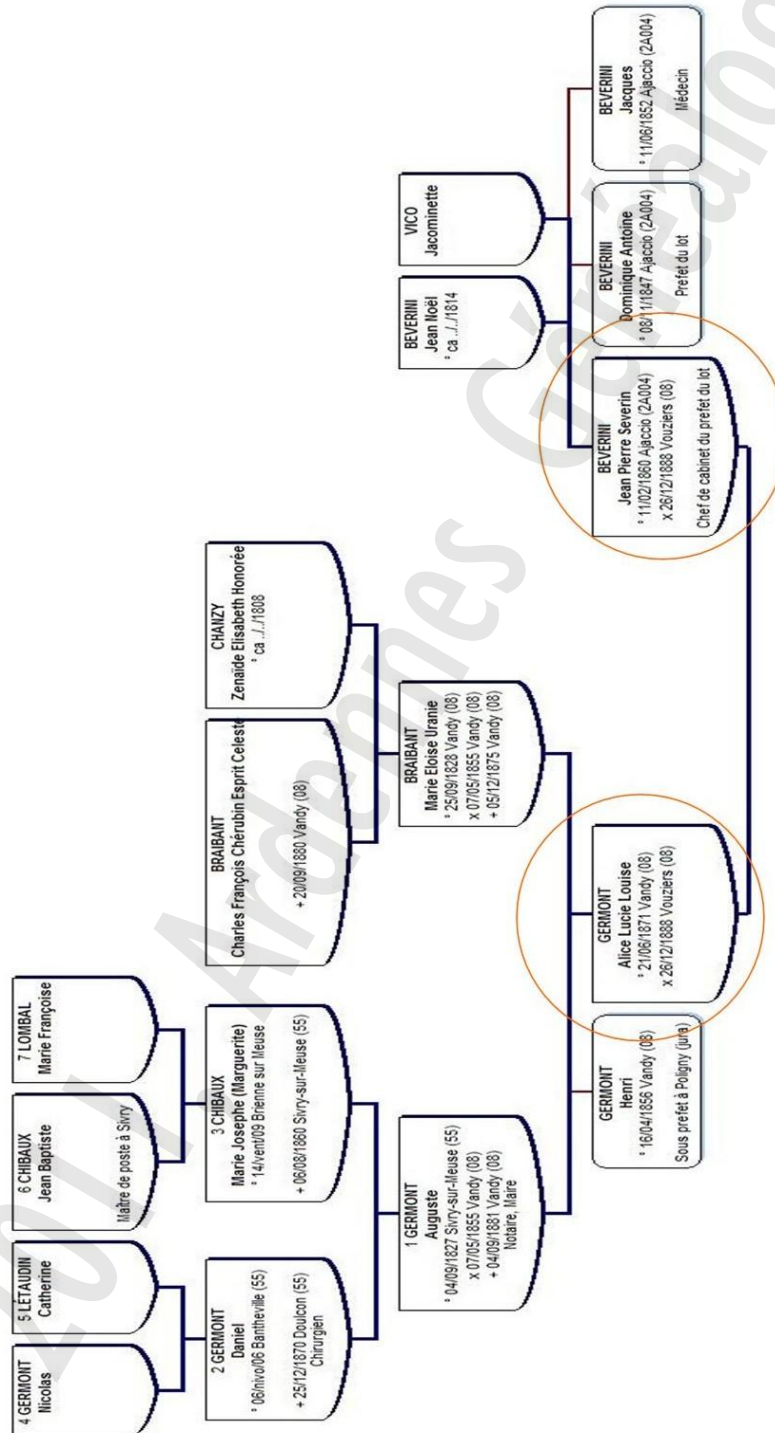 4 GERMONT
Nicolas
5 LÉTAUDIN
Catherine
6 CHIBAUX
Jean Baptiste
Maître de poste à Sivry
7 LOMBAL
Marie Françoise
2 GERMONT
Daniel
° 06/nivo/06 Bantheville (55)
+ 25/12/1870 Doulcon (55)
Chirurgien
3 CHIBAUX
Marie Josephe (Marguerite)
° 14/vent/09 Brienne sur Meuse
+ 06/08/1860 Sivry-sur-Meuse (55)
BRAIBANT
Charles François Chérubin Esprit Celeste
+ 20/09/1880 Vandy (08)
CHANZY
Zenaïde Elisabeth Honorée
° ca ../../1808
1 GERMONT
Auguste
° 04/09/1827 Sivry-sur-Meuse (55)
x 07/05/1855 Vandy (08)
+ 04/09/1881 Vandy (08)
Notaire, Maire
BRAIBANT
Marie Eloïse Uranie
° 25/09/1828 Vandy (08)
x 07/05/1855 Vandy (08)
+ 05/12/1875 Vandy (08)
BEVERINI
Jean Noël
° ca ../../1814
VICO
Jacominette
GERMONT
Henri
° 16/04/1856 Vandy (08)
Sous prefet à Poligny (jura)
GERMONT
Alice Lucie Louise
° 21/06/1871 Vandy (08)
x 26/12/1888 Vouziers (08)
BEVERINI
Jean Pierre Severin
° 11/02/1860 Ajaccio (2A004)
x 26/12/1888 Vouziers (08)
Chef de cabinet du prefet du lot
BEVERINI
Dominique Antoine
° 08/11/1847 Ajaccio (2A004)
Prefet du lot
BEVERINI
Jacques
° 11/06/1852 Ajaccio (2A004)
Médecin
2011, Ardennes